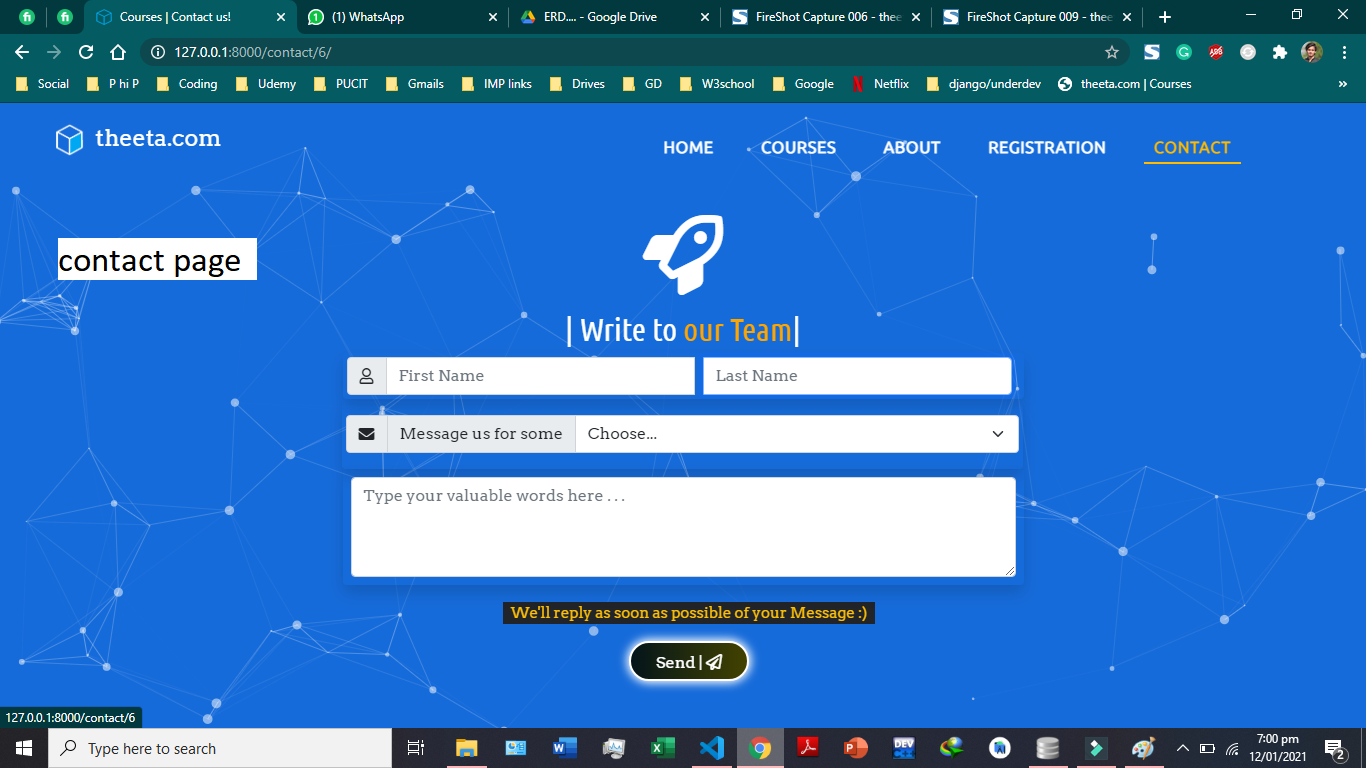 Courses | Contact us!
(1) WhatsApp
ERD.... - Google Drive
FireShot Capture 006 - thee
FireShot Capture 009 - thee
127.0.0.1:8000/contact/6/
Social
P hi P
Coding
Udemy
PUCIT
Gmails
IMP links
Drives
GD
W3school
Google
Netflix
django/underdev
theeta.com | Courses
»
theeta.com
HOME
COURSES
ABOUT
REGISTRATION
CONTACT
contact page
| Write to our Team|
First Name
Last Name
Message us for some
Choose...
Type your valuable words here . . .
We'll reply as soon as possible of your Message :)
Send |
127.0.0.1:8000/contact/6
Type here to search
7:00 pm
12/01/2021
2